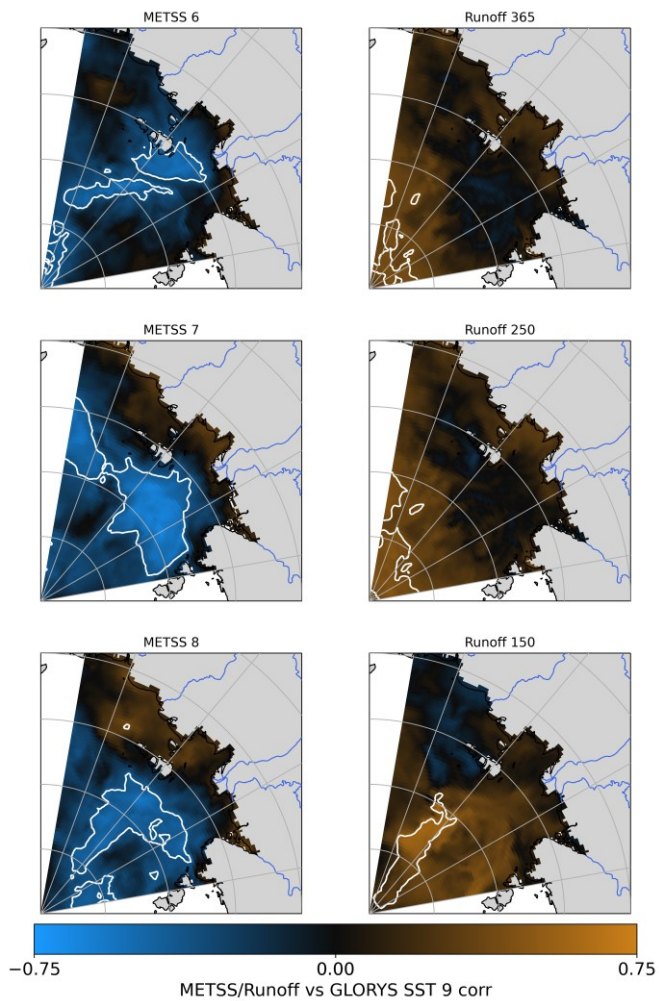 METSS 6
Runoff 365
METSS 7
Runoff 250
METSS 8
Runoff 150
−0.75
0.00
0.75
METSS/Runoff vs GLORYS SST 9 corr